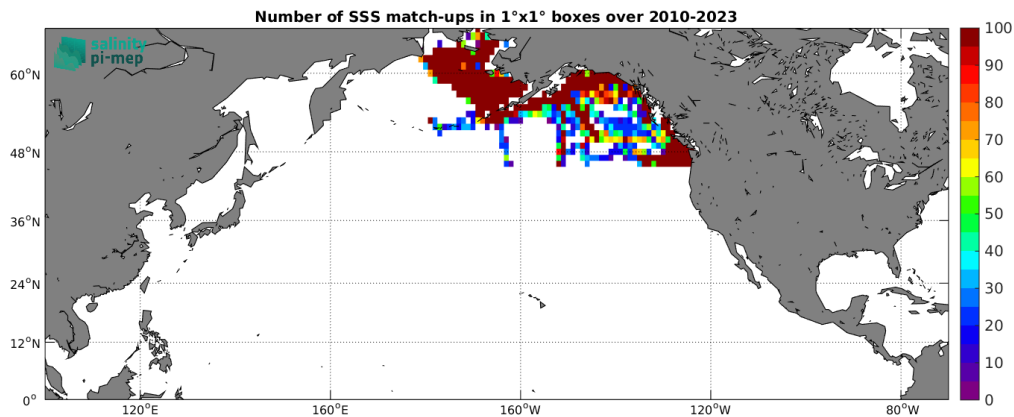 Number of SSS match-ups in 1°x1° boxes over 2010-2023
salinity
pi-mep
60°N
48°N
36°N
24°N
12°N
0°
120°E
160°E
160°W
120°W
80°W
100
90
80
70
60
50
40
30
20
10
0